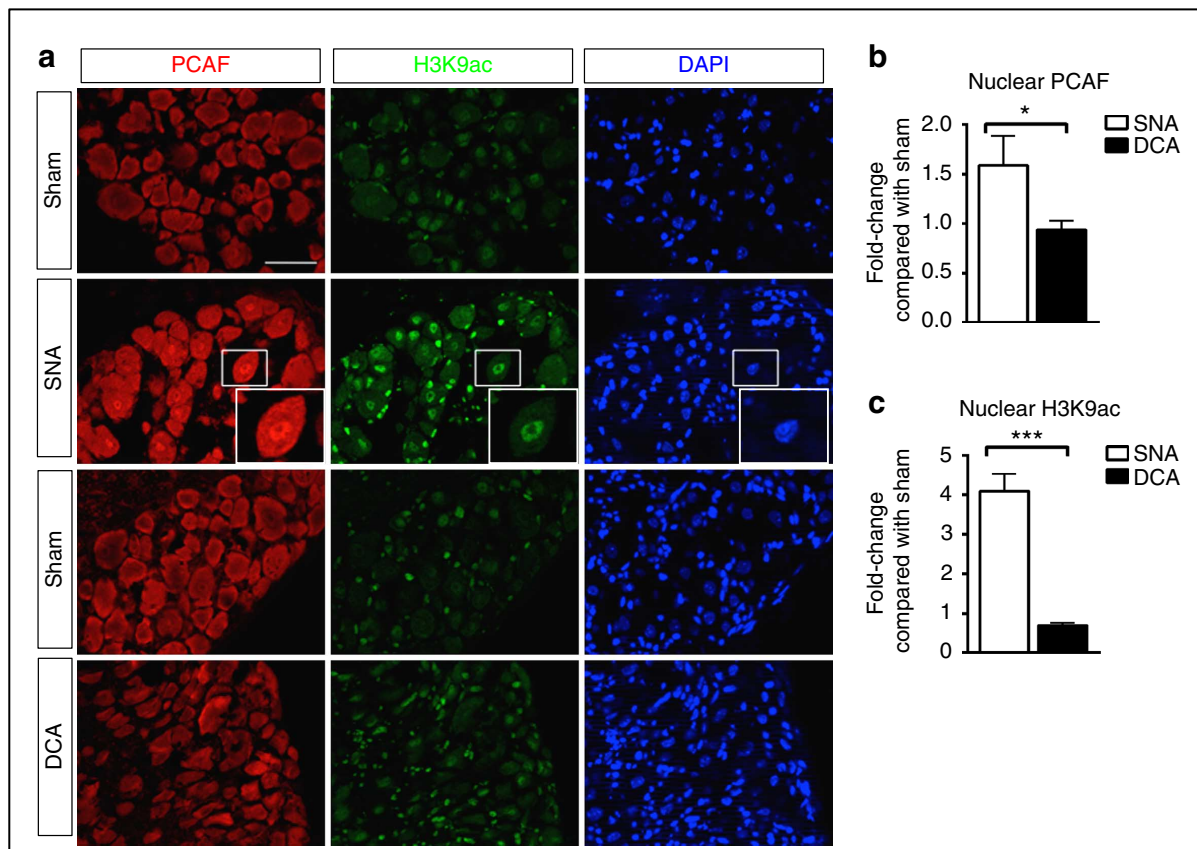 a
PCAF
H3K9ac
DAPI
Sham
SNA
Sham
DCA
b
Nuclear PCAF
*
SNA
DCA
Fold-change
compared with sham
2.0
1.5
1.0
0.5
0.0
c
Nuclear H3K9ac
***
SNA
DCA
Fold-change
compared with sham
5
4
3
2
1
0